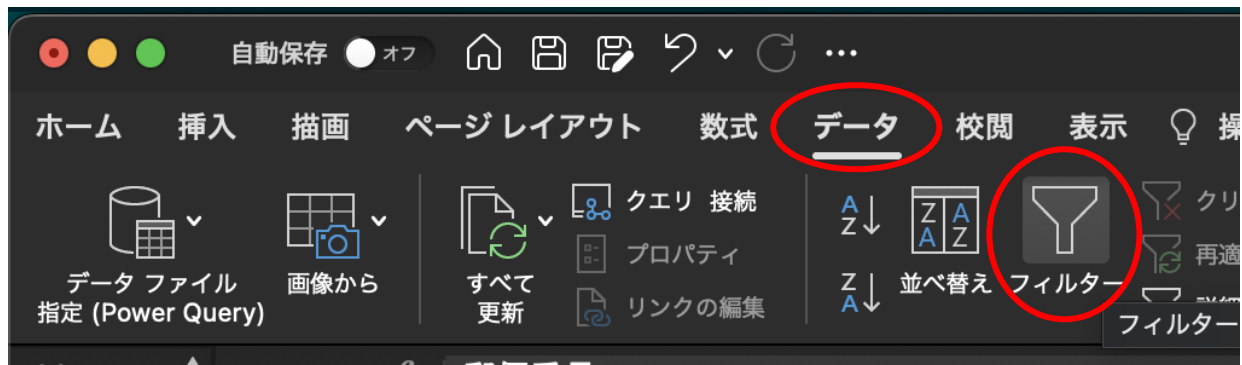 自動保存 オフ
ホーム 挿入 描画 ページ レイアウト 数式 データ 校閲 表示
データ ファイル
指定 (Power Query)
画像から
すべて
更新
クエリ 接続
プロパティ
リンクの編集
A
Z
Z
A
Z A
A Z
並べ替え
フィルター
再適
フィルター